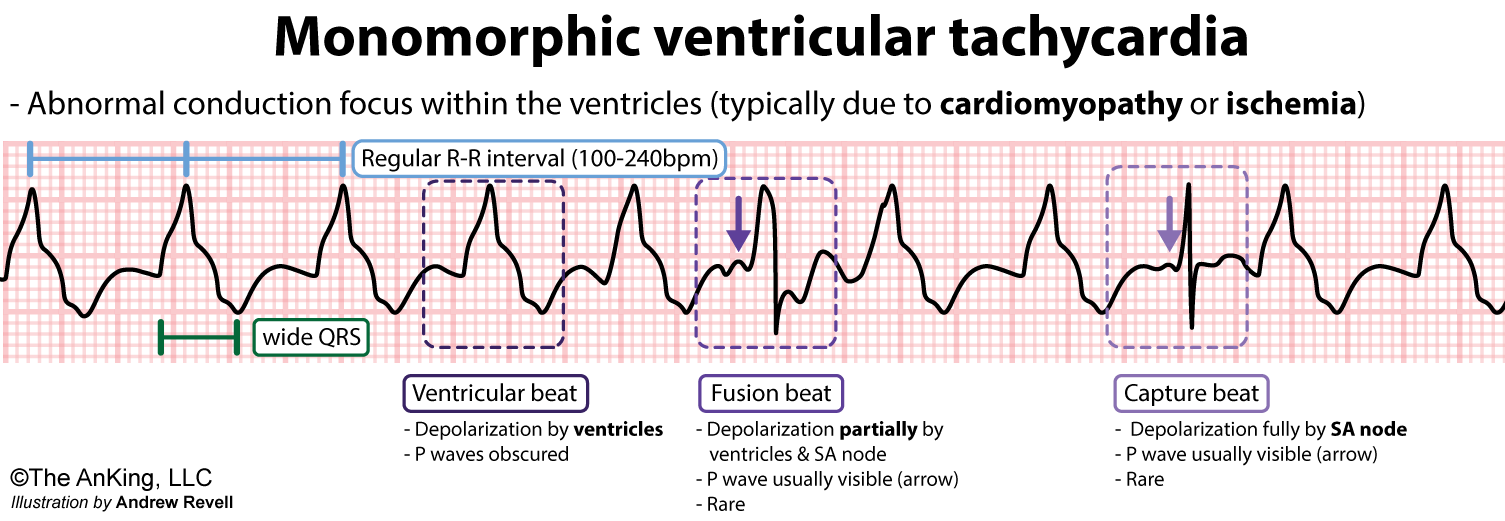 Monomorphic ventricular tachycardia
- Abnormal conduction focus within the ventricles (typically due to cardiomyopathy or ischemia)
Regular R-R interval (100-240bpm)
wide QRS
Ventricular beat
- Depolarization by ventricles
- P waves obscured
Fusion beat
- Depolarization partially by
ventricles & SA node
- P wave usually visible (arrow)
- Rare
Capture beat
- Depolarization fully by SA node
- P wave usually visible (arrow)
- Rare
©The AnKing, LLC
Illustration by Andrew Revell